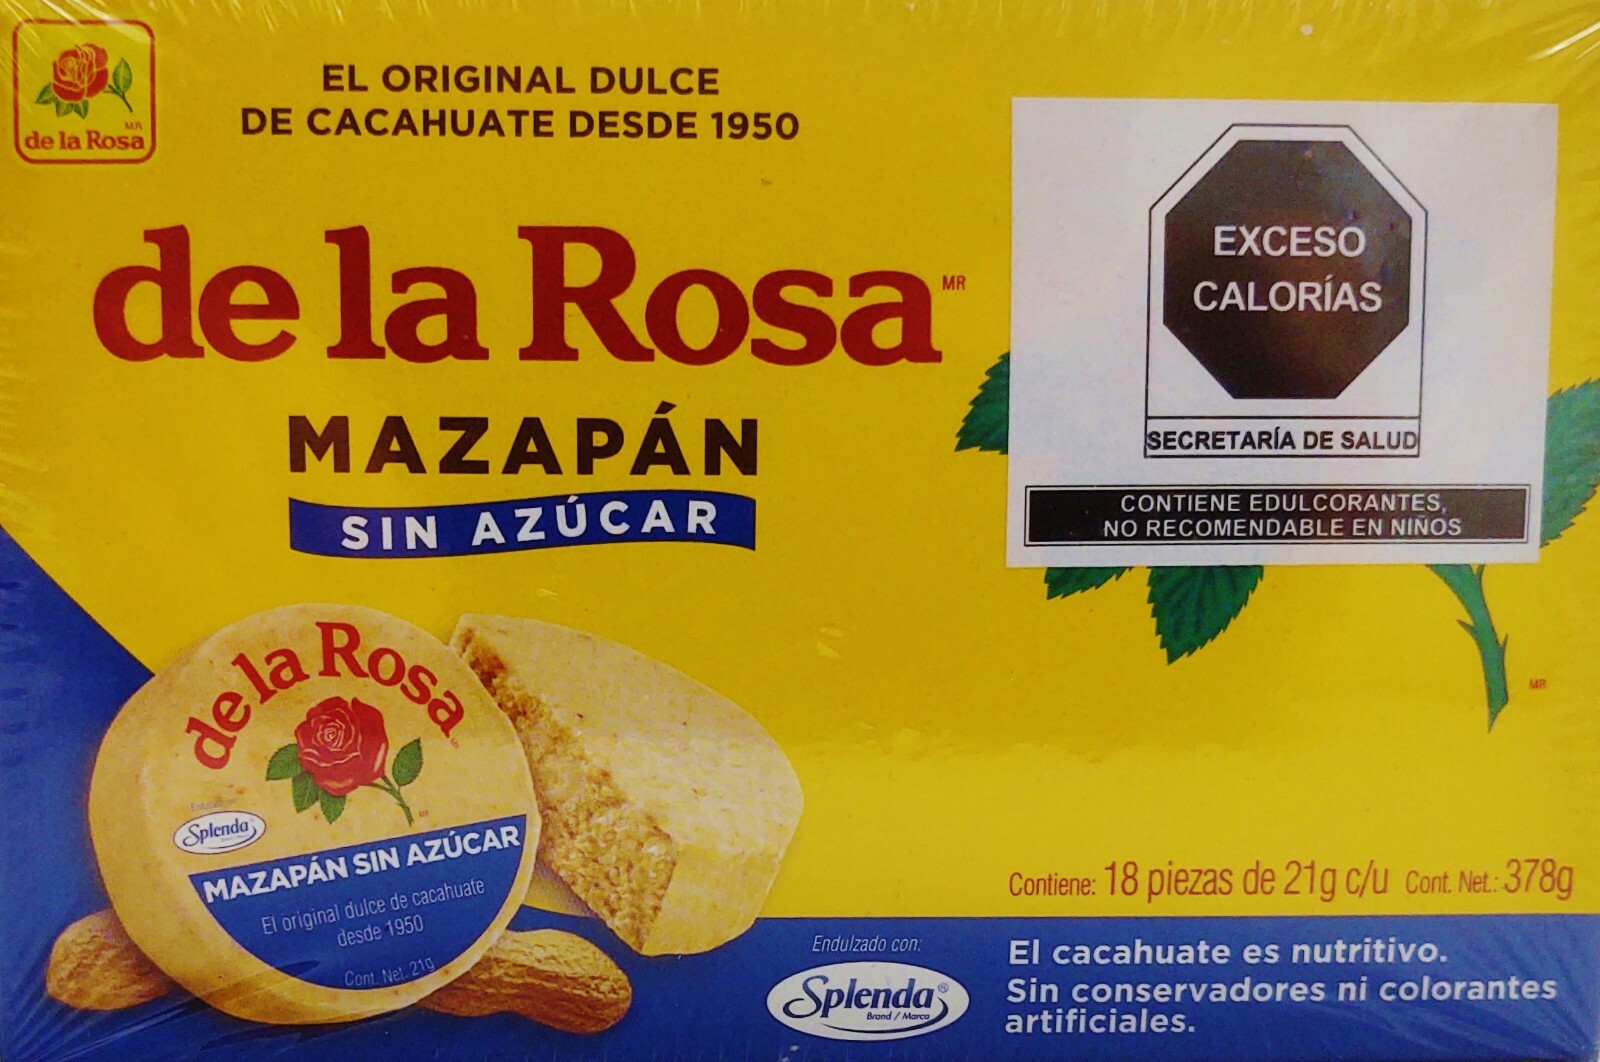 de la Rosa MR
EL ORIGINAL DULCE
DE CACAHUATE DESDE 1950
de la Rosa MR
MAZAPÁN
SIN AZÚCAR
EXCESO
CALORÍAS
SECRETARÍA DE SALUD
CONTIENE EDULCORANTES,
NO RECOMENDABLE EN NIÑOS
MR
de la Rosa
MR
Splenda
MAZAPÁN SIN AZÚCAR
El original dulce de cacahuate
desde 1950
Cont. Net. 21g
Contiene: 18 piezas de 21g c/u Cont. Net.: 378g
Endulzado con:
Splenda®
Brand / Marca
El cacahuate es nutritivo.
Sin conservadores ni colorantes
artificiales.